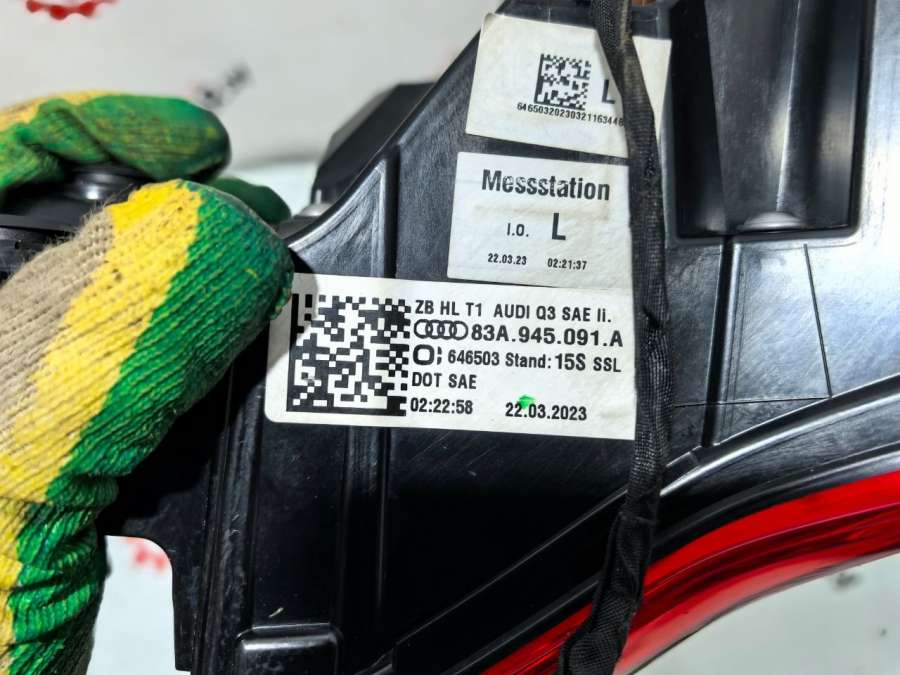 L
6465032023032116344
Messstation
I.O. L
22.03.23 02:21:37
ZB HL T1 AUDI Q3 SAE li.
83A.945.091.A
646503 Stand: 15S SSL
DOT SAE
02:22:58 22.03.2023